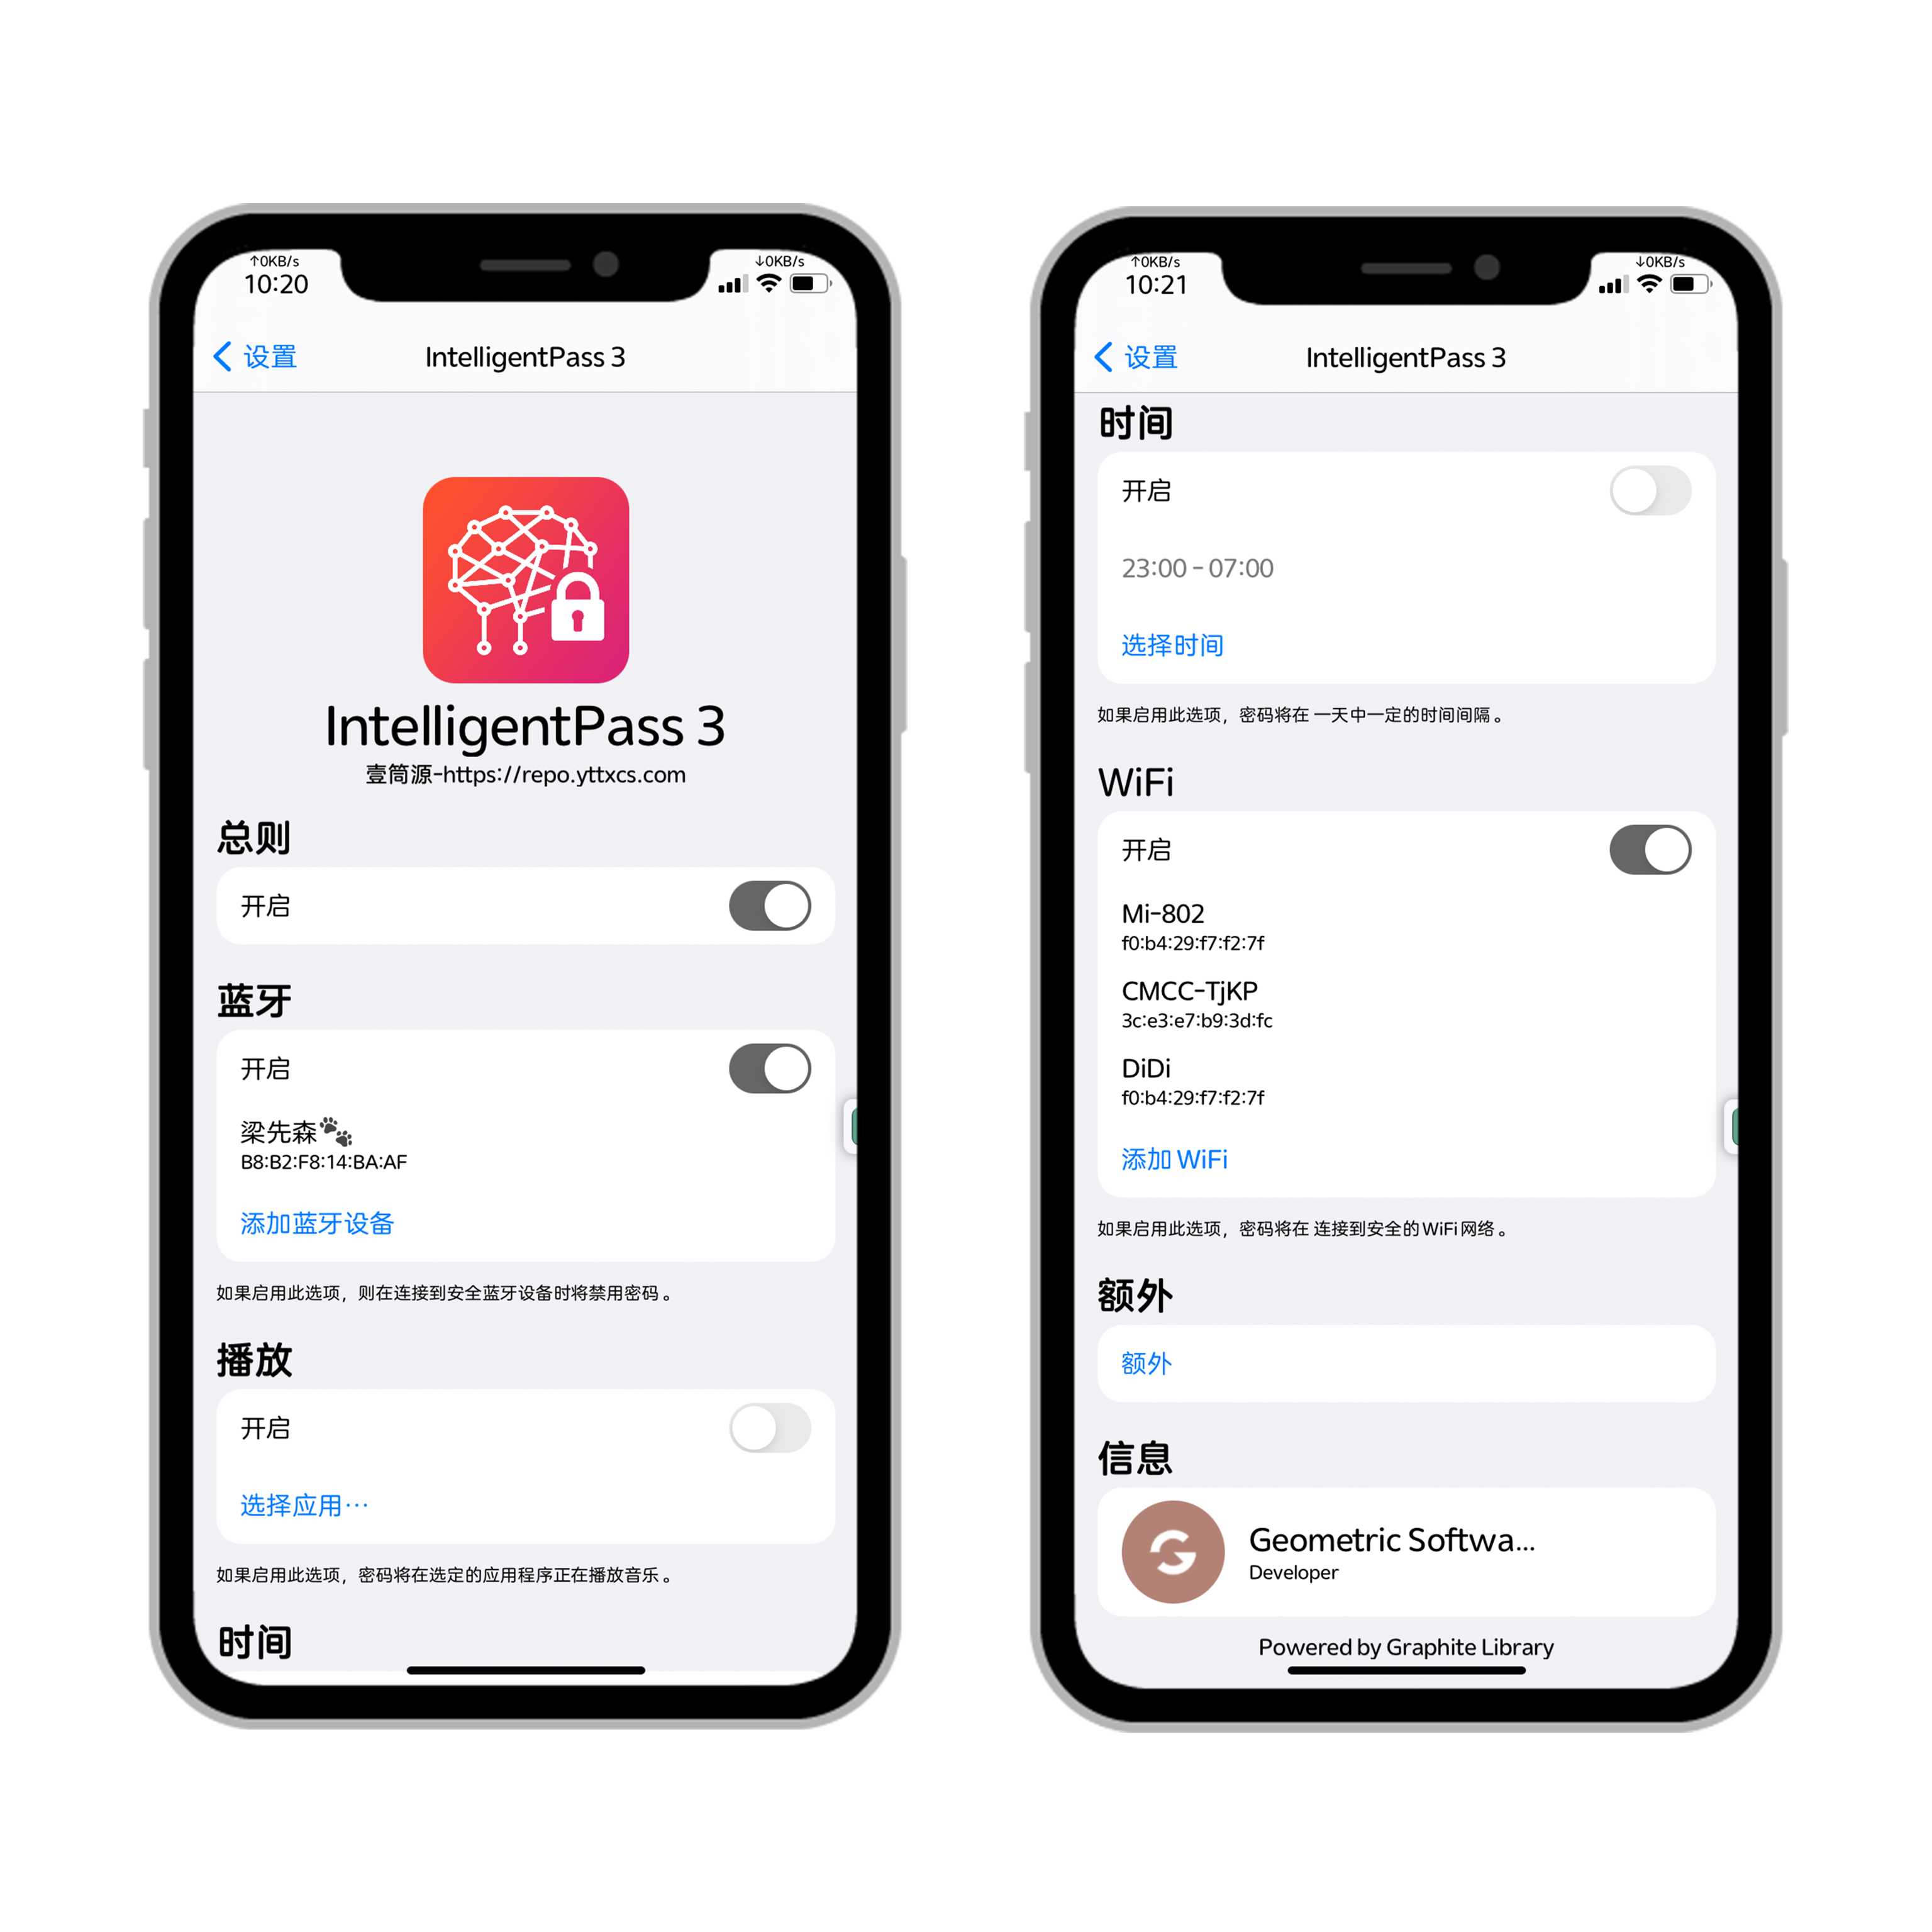 ↑0KB/s
↓0KB/s
10:20
设置
IntelligentPass 3
IntelligentPass 3
壹筒源-https://repo.yttxcs.com
总则
开启
蓝牙
开启
梁先森🐾
B8:B2:F8:14:BA:AF
添加蓝牙设备
如果启用此选项，则在连接到安全蓝牙设备时将禁用密码。
播放
开启
选择应用…
如果启用此选项，密码将在选定的应用程序正在播放音乐。
时间
↑0KB/s
↓0KB/s
10:21
设置
IntelligentPass 3
时间
开启
23:00 - 07:00
选择时间
如果启用此选项，密码将在 一天中一定的时间间隔。
WiFi
开启
Mi-802
f0:b4:29:f7:f2:7f
CMCC-TjKP
3c:e3:e7:b9:3d:fc
DiDi
f0:b4:29:f7:f2:7f
添加 WiFi
如果启用此选项，密码将在 连接到安全的WiFi网络。
额外
额外
信息
Geometric Softwa...
Developer
Powered by Graphite Library